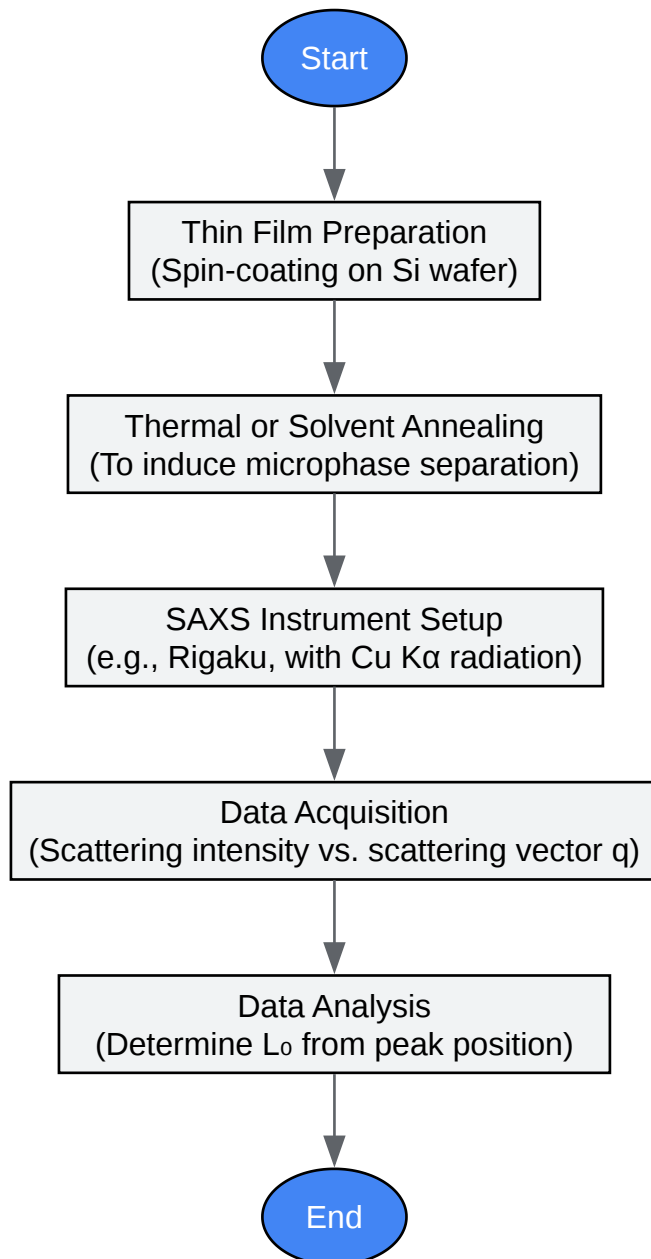 Start
Thin Film Preparation
(Spin-coating on Si wafer)
Thermal or Solvent Annealing
(To induce microphase separation)
SAXS Instrument Setup
(e.g., Rigaku, with Cu Kα radiation)
Data Acquisition
(Scattering intensity vs. scattering vector q)
Data Analysis
(Determine L₀ from peak position)
End